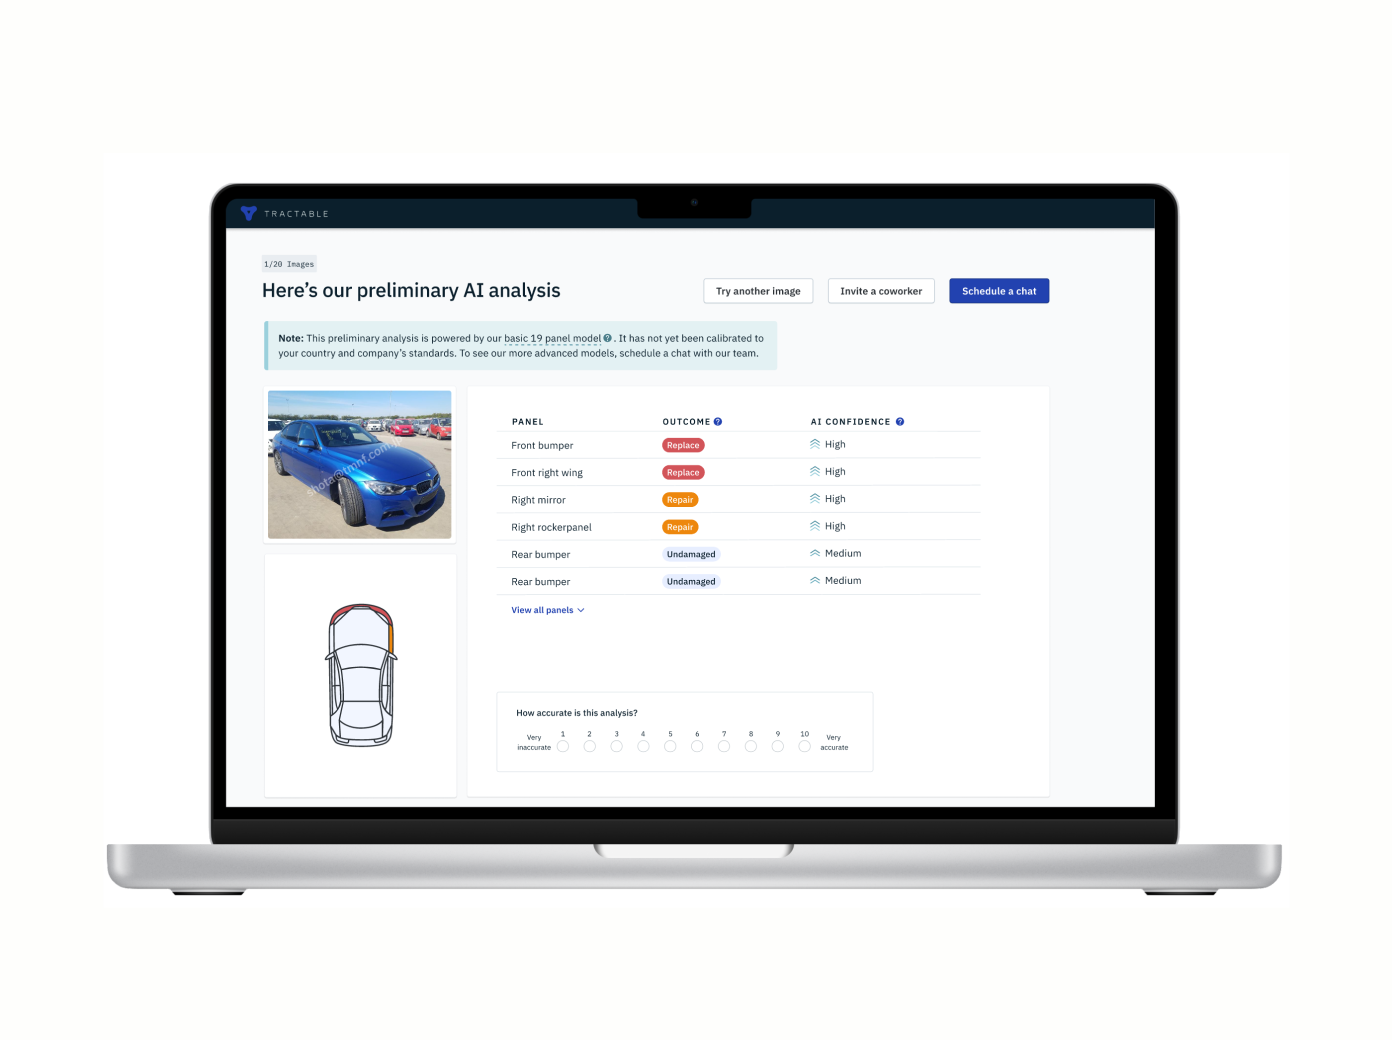 TRACTABLE
1/20 Images
Here's our preliminary AI analysis
Try another image
Invite a coworker
Schedule a chat
Note: This preliminary analysis is powered by our basic 19 panel model ? . It has not yet been calibrated to
your country and company's standards. To see our more advanced models, schedule a chat with our team.
shota@tmnf.com
PANEL OUTCOME ? AI CONFIDENCE ?
Front bumper Replace High
Front right wing Replace High
Right mirror Repair High
Right rockerpanel Repair High
Rear bumper Undamaged Medium
Rear bumper Undamaged Medium
View all panels
How accurate is this analysis?
Very inaccurate 1 2 3 4 5 6 7 8 9 10 Very accurate